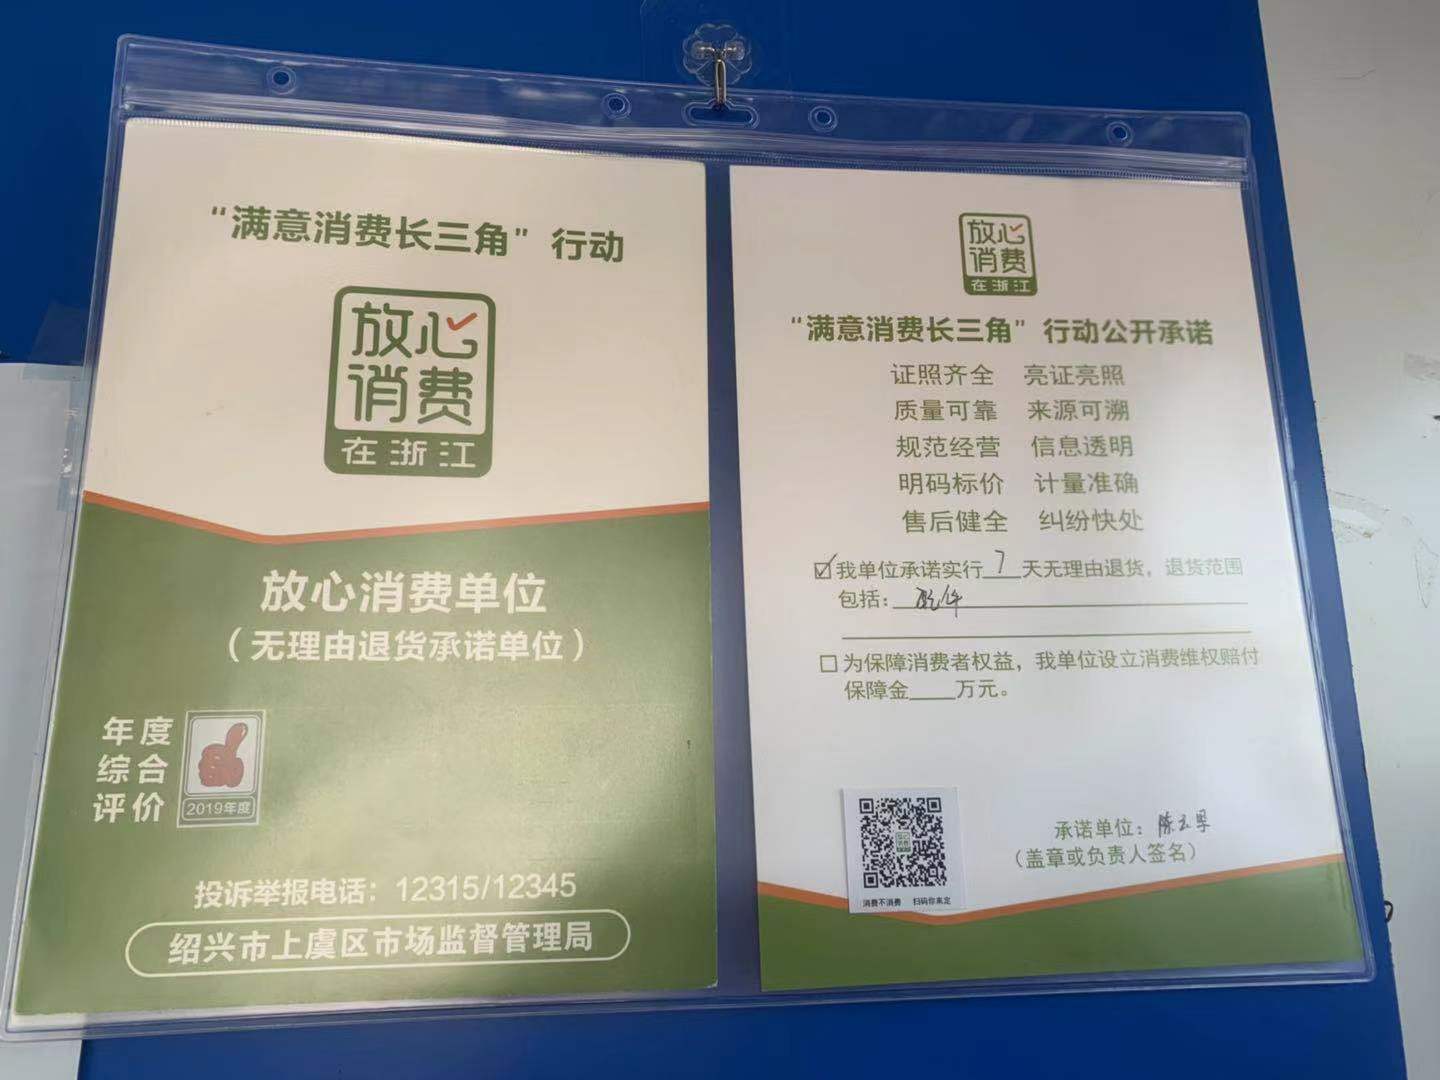 “满意消费长三角”行动
放心
消费
在浙江
放心消费单位
（无理由退货承诺单位）
年度
综合
评价
2019年度
投诉举报电话：12315/12345
绍兴市上虞区市场监督管理局
放心
消费
在浙江
“满意消费长三角”行动公开承诺
证照齐全 亮证亮照
质量可靠 来源可溯
规范经营 信息透明
明码标价 计量准确
售后健全 纠纷快处
☑我单位承诺实行 7 天无理由退货，退货范围
包括：
□为保障消费者权益，我单位设立消费维权赔付
保障金____万元。
承诺单位：
（盖章或负责人签名）
消费不消费 扫码你来定